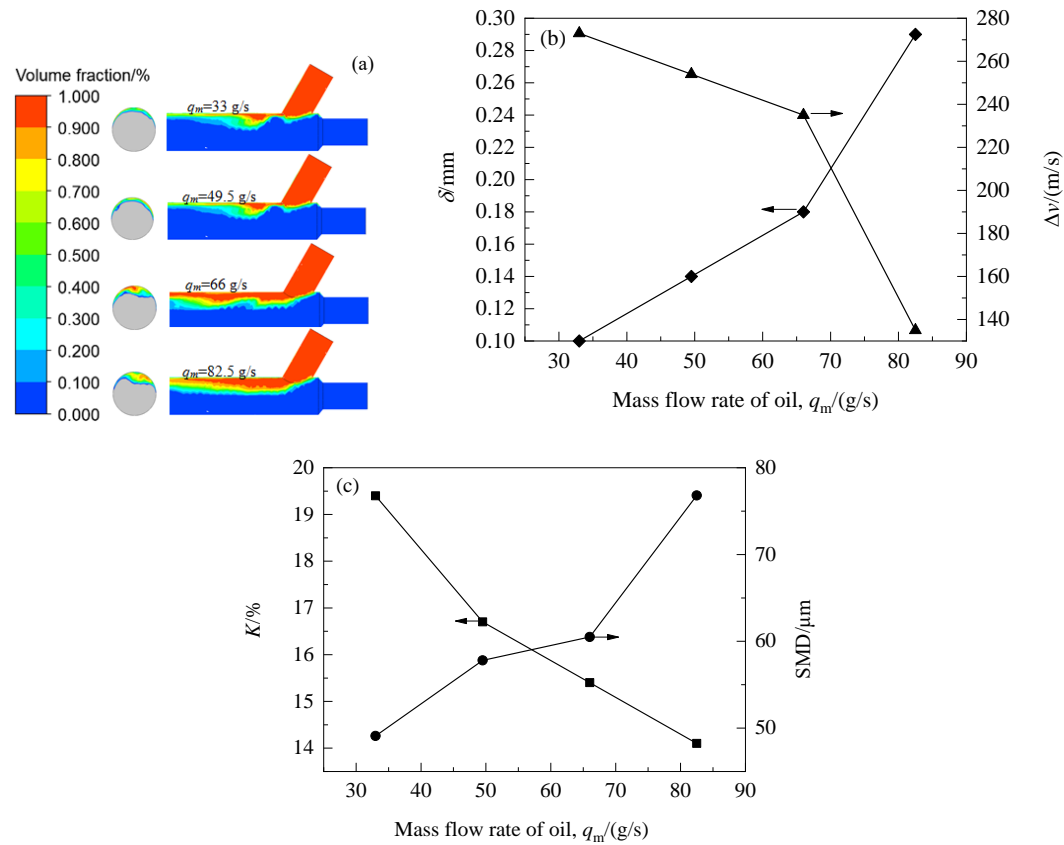 (a)
Volume fraction/%
1.000
0.900
0.800
0.700
0.600
0.500
0.400
0.300
0.200
0.100
0.000
qm=33 g/s
qm=49.5 g/s
qm=66 g/s
qm=82.5 g/s
(b)
δ/mm
0.30
0.28
0.26
0.24
0.22
0.20
0.18
0.16
0.14
0.12
0.10
280
260
240
220
200
180
160
140
Δv/(m/s)
30 40 50 60 70 80 90
Mass flow rate of oil, qm/(g/s)
(c)
K/%
20
19
18
17
16
15
14
80
70
60
50
SMD/μm
30 40 50 60 70 80 90
Mass flow rate of oil, qm/(g/s)